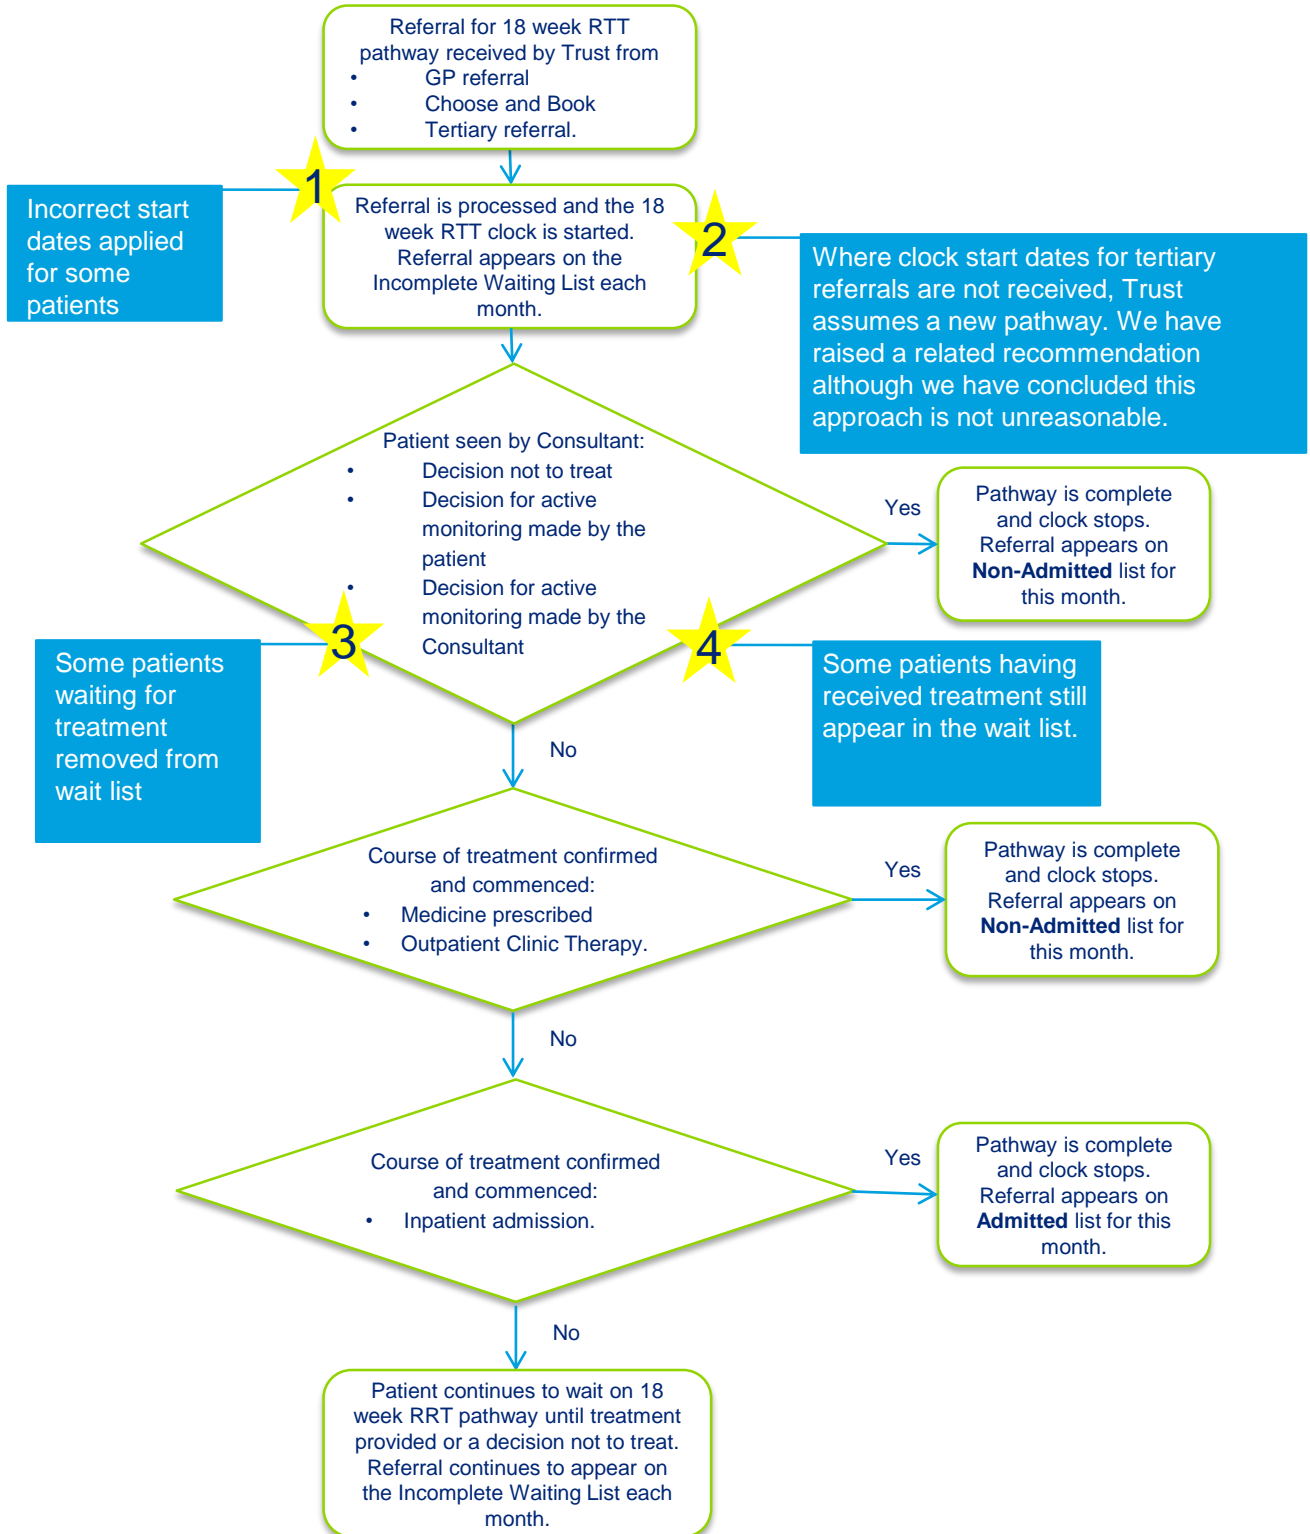 Referral for 18 week RTT
pathway received by Trust from
• GP referral
• Choose and Book
• Tertiary referral.
1
Incorrect start
dates applied
for some
patients
Referral is processed and the 18
week RTT clock is started.
Referral appears on the
Incomplete Waiting List each
month.
2
Where clock start dates for tertiary
referrals are not received, Trust
assumes a new pathway. We have
raised a related recommendation
although we have concluded this
approach is not unreasonable.
Patient seen by Consultant:
• Decision not to treat
• Decision for active
monitoring made by the
patient
• Decision for active
monitoring made by the
Consultant
Yes
Pathway is complete
and clock stops.
Referral appears on
Non-Admitted list for
this month.
3
Some patients
waiting for
treatment
removed from
wait list
4
Some patients having
received treatment still
appear in the wait list.
No
Course of treatment confirmed
and commenced:
• Medicine prescribed
• Outpatient Clinic Therapy.
Yes
Pathway is complete
and clock stops.
Referral appears on
Non-Admitted list for
this month.
No
Course of treatment confirmed
and commenced:
• Inpatient admission.
Yes
Pathway is complete
and clock stops.
Referral appears on
Admitted list for this
month.
No
Patient continues to wait on 18
week RRT pathway until treatment
provided or a decision not to treat.
Referral continues to appear on
the Incomplete Waiting List each
month.